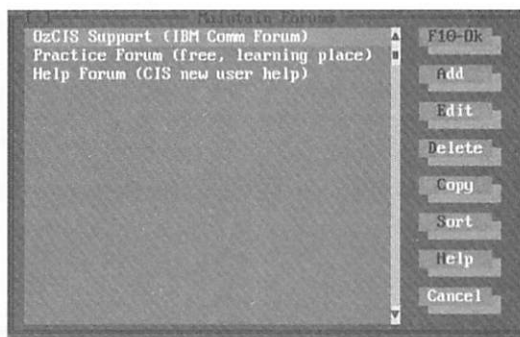 Maintain Forums
OzCIS Support (IBM Comm Forum)
Practice Forum (free, learning place)
Help Forum (CIS new user help)
F10-Ok
Add
Edit
Delete
Copy
Sort
Help
Cancel